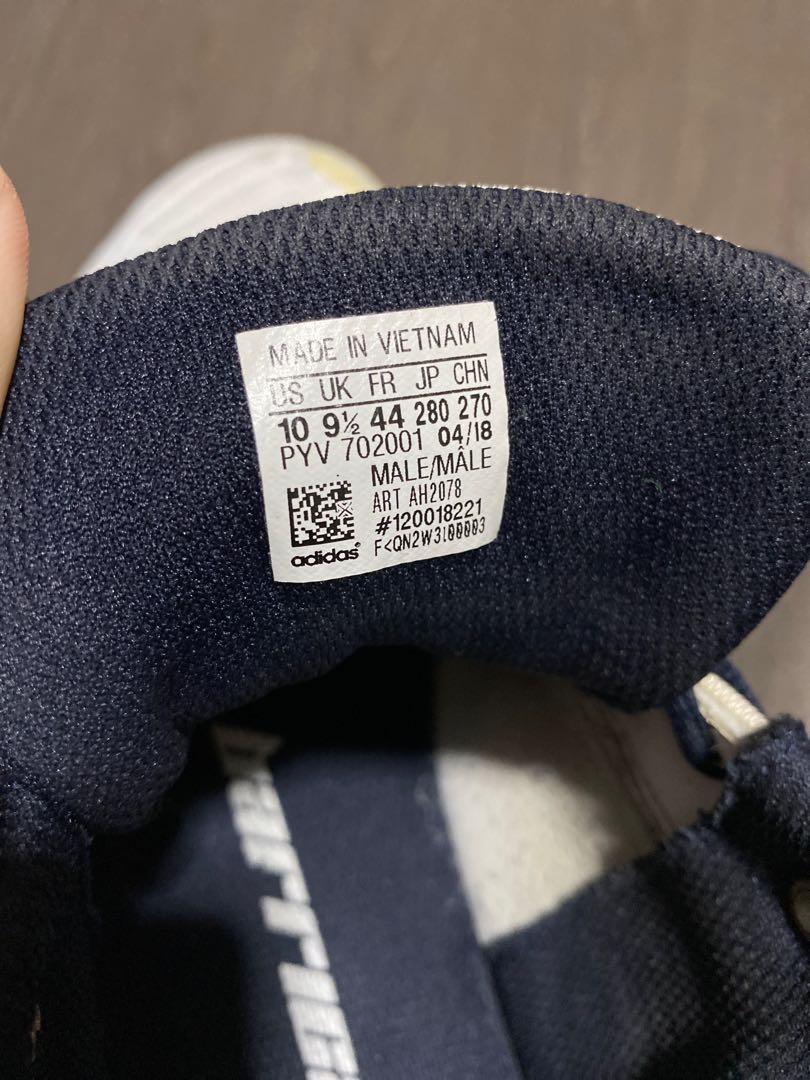 MADE IN VIETNAM
US UK FR JP CHN
10 9½ 44 280 270
PYV 702001 04/18
MALE/MÂLE
ART AH2078
#120018221
adidas®